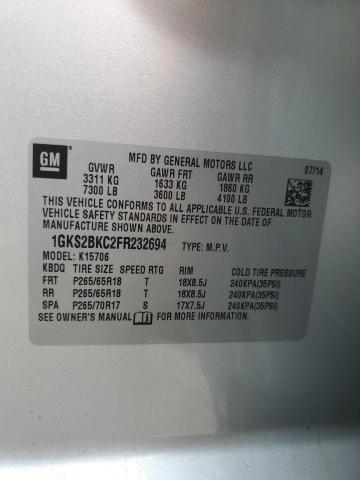 GM
MFD BY GENERAL MOTORS LLC
07/14
GVWR GAWR FRT GAWR RR
3311 KG 1633 KG 1860 KG
7300 LB 3600 LB 4100 LB
THIS VEHICLE CONFORMS TO ALL APPLICABLE U.S. FEDERAL MOTOR
VEHICLE SAFETY STANDARDS IN EFFECT ON THE DATE OF
MANUFACTURE SHOWN ABOVE.
1GKS2BKC2FR232694 TYPE: M.P.V.
MODEL: K15706
KBDQ TIRE SIZE SPEED RTG RIM COLD TIRE PRESSURE
FRT P265/65R18 T 18X8.5J 240KPA(35PSI)
RR P265/65R18 T 18X8.5J 240KPA(35PSI)
SPA P265/70R17 S 17X7.5J 240KPA(35PSI)
SEE OWNER'S MANUAL FOR MORE INFORMATION.